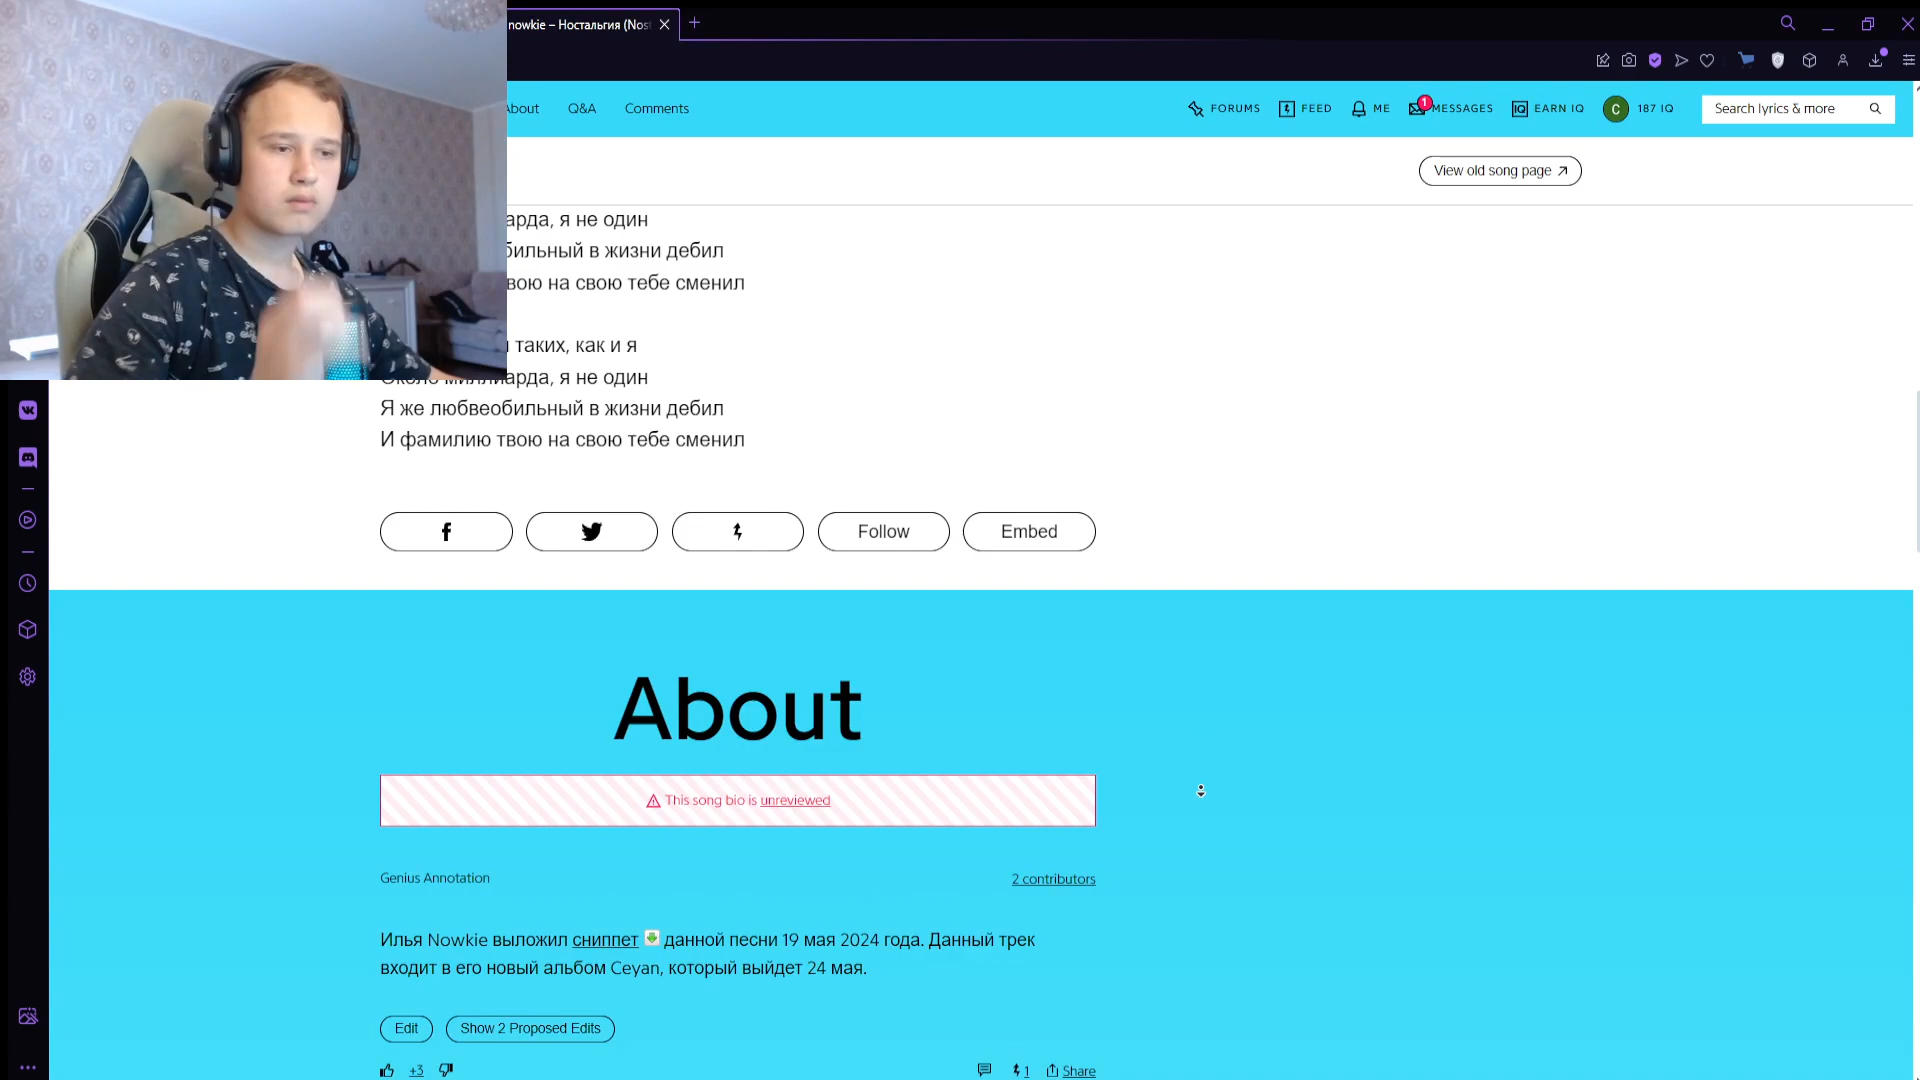 nowkie – Ностальгия (Nos
About
Q&A
Comments
FORUMS
FEED
ME
1
MESSAGES
IQ
EARN IQ
C
187 IQ
Search lyrics & more
View old song page
я не один
в жизни дебил
на свою тебе сменил
таких, как и я
я не один
Я же любвеобильный в жизни дебил
И фамилию твою на свою тебе сменил
Follow
Embed
About
This song bio is unreviewed
Genius Annotation
2 contributors
Илья Nowkie выложил сниппет данной песни 19 мая 2024 года. Данный трек
входит в его новый альбом Ceyan, который выйдет 24 мая.
Edit
Show 2 Proposed Edits
+3
1
Share